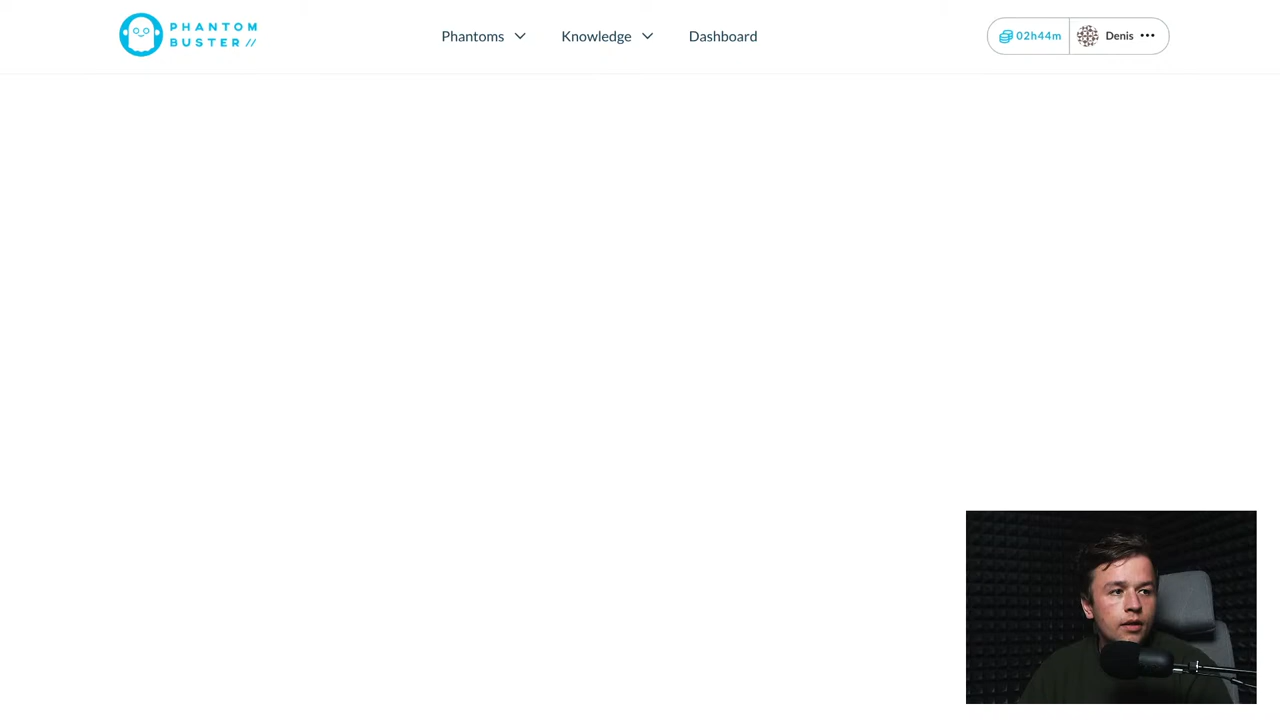 PHANTOM
BUSTER //
Phantoms
Knowledge
Dashboard
02h44m
Denis •••